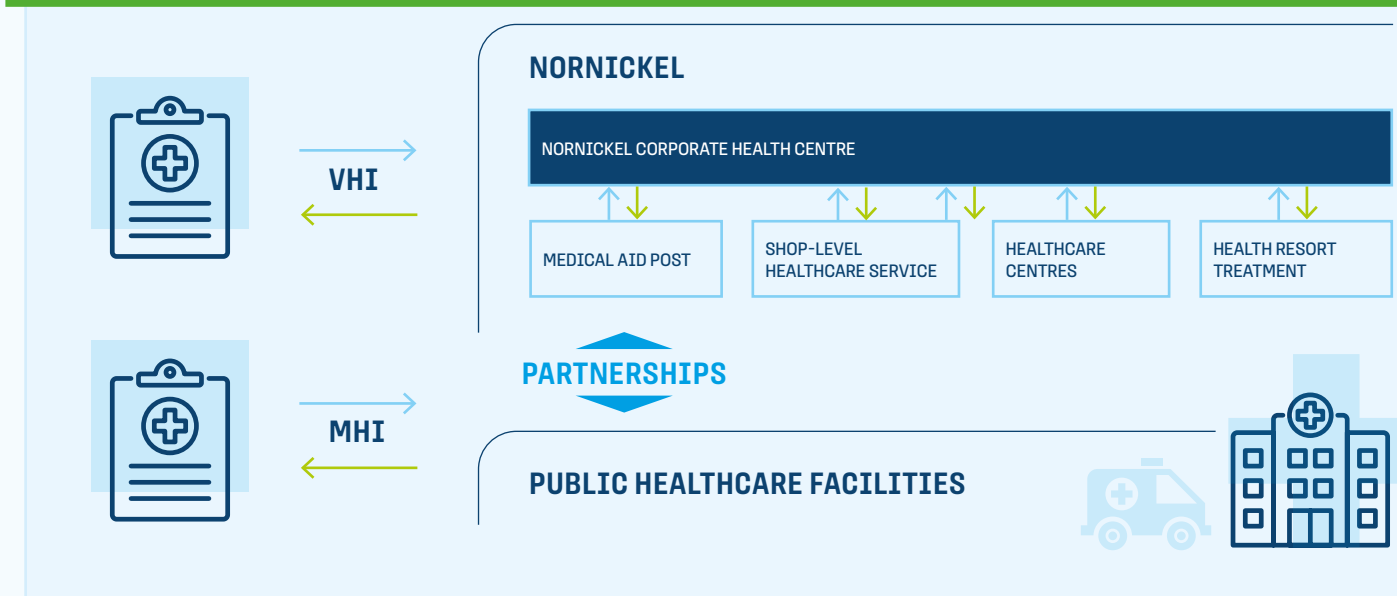 NORNICKEL
NORNICKEL CORPORATE HEALTH CENTRE
VHI
MEDICAL AID POST
SHOP-LEVEL
HEALTHCARE SERVICE
HEALTHCARE
CENTRES
HEALTH RESORT
TREATMENT
PARTNERSHIPS
MHI
PUBLIC HEALTHCARE FACILITIES